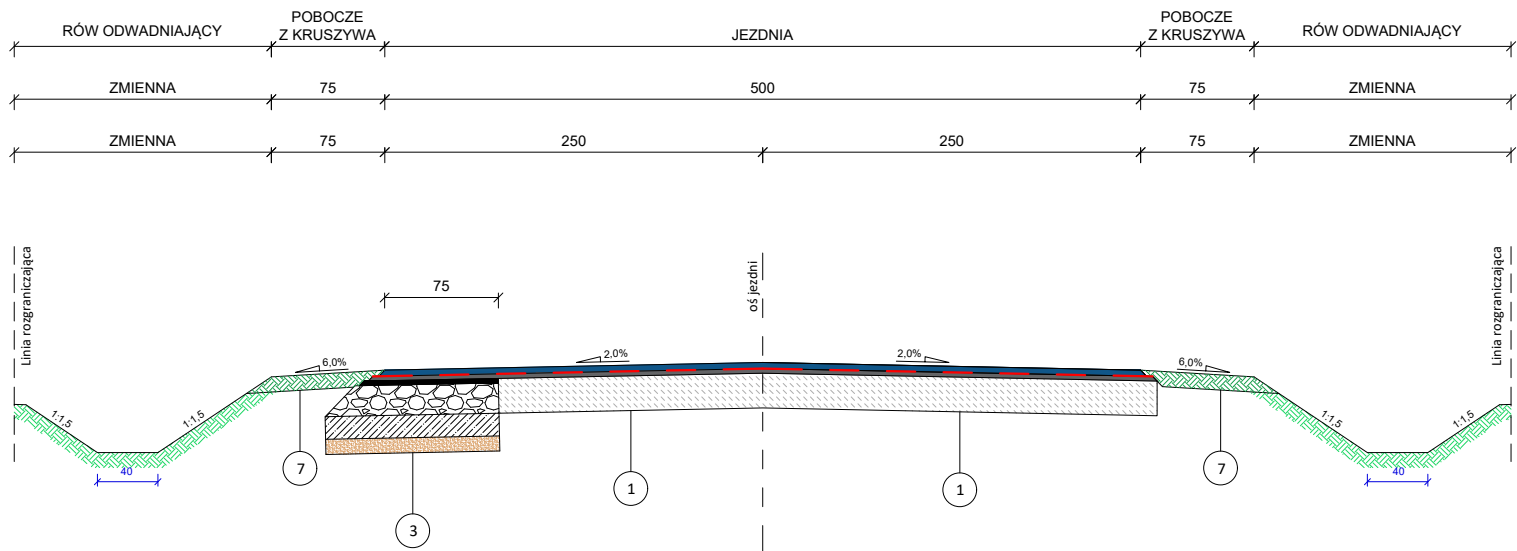 RÓW ODWADNIAJĄCY
POBOCZE
Z KRUSZYWA
JEZDNIA
POBOCZE
Z KRUSZYWA
RÓW ODWADNIAJĄCY
ZMIENNA
75
500
75
ZMIENNA
ZMIENNA
75
250
250
75
ZMIENNA
Linia rozgraniczająca
75
oś jezdni
Linia rozgraniczająca
6,0%
2,0%
2,0%
6,0%
1:1,5
1:1,5
1:1,5
1:1,5
40
7
1
1
7
40
3